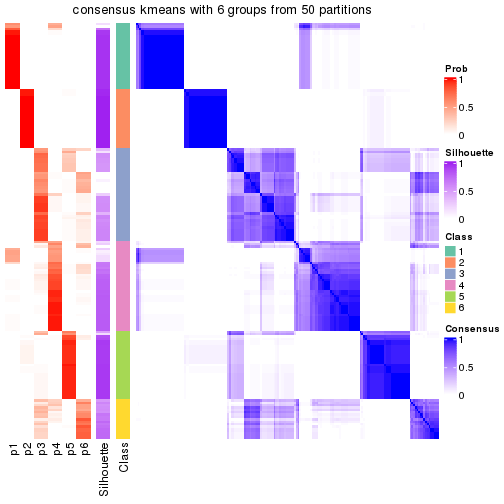 consensus kmeans with 6 groups from 50 partitions
Prob
1
0.5
0
Silhouette
1
0.5
0
Class
1
2
3
4
5
6
Consensus
1
0.5
0
p1
p2
p3
p4
p5
p6
Silhouette
Class